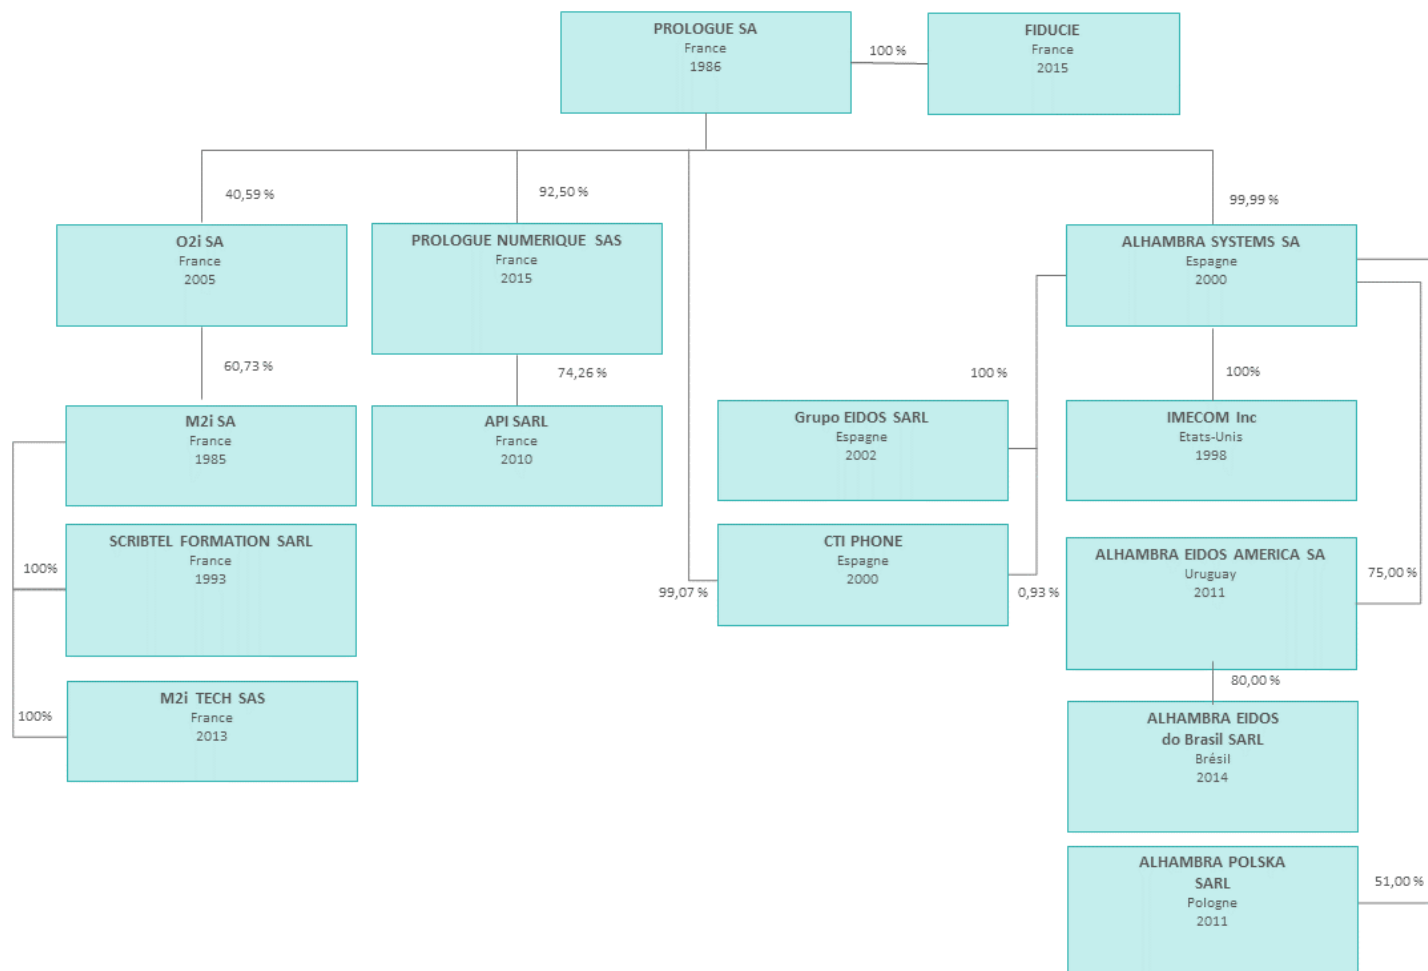 PROLOGUE SA
France
1986
100 %
FIDUCIE
France
2015
40,59 %
92,50 %
99,99 %
O2i SA
France
2005
PROLOGUE NUMERIQUE SAS
France
2015
ALHAMBRA SYSTEMS SA
Espagne
2000
60,73 %
74,26 %
100 %
100%
M2i SA
France
1985
API SARL
France
2010
Grupo EIDOS SARL
Espagne
2002
IMECOM Inc
Etats-Unis
1998
100%
SCRIBTEL FORMATION SARL
France
1993
99,07 %
CTI PHONE
Espagne
2000
0,93 %
ALHAMBRA EIDOS AMERICA SA
Uruguay
2011
75,00 %
100%
M2i TECH SAS
France
2013
80,00 %
ALHAMBRA EIDOS
do Brasil SARL
Brésil
2014
ALHAMBRA POLSKA
SARL
Pologne
2011
51,00 %